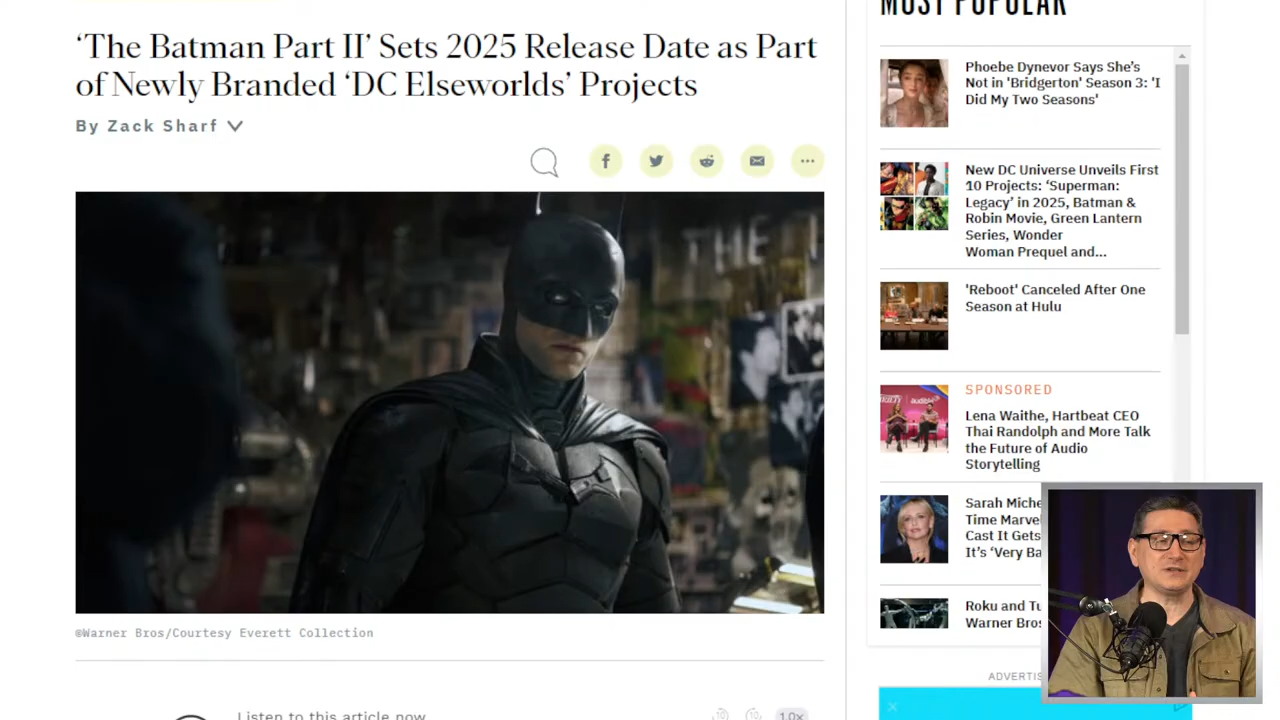 ‘The Batman Part II’ Sets 2025 Release Date as Part
of Newly Branded ‘DC Elseworlds’ Projects
By Zack Sharf
THE
©Warner Bros/Courtesy Everett Collection
Listen to this article now
10
10
1.0x
MOST POPULAR
Phoebe Dynevor Says She’s
Not in 'Bridgerton' Season 3: 'I
Did My Two Seasons'
New DC Universe Unveils First
10 Projects: ‘Superman:
Legacy’ in 2025, Batman &
Robin Movie, Green Lantern
Series, Wonder
Woman Prequel and...
'Reboot' Canceled After One
Season at Hulu
SPONSORED
Lena Waithe, Hartbeat CEO
Thai Randolph and More Talk
the Future of Audio
Storytelling
audible
Sarah Miche
Time Marve
Cast It Gets
It’s ‘Very Ba
Roku and Tu
Warner Bros
ADVERTIS